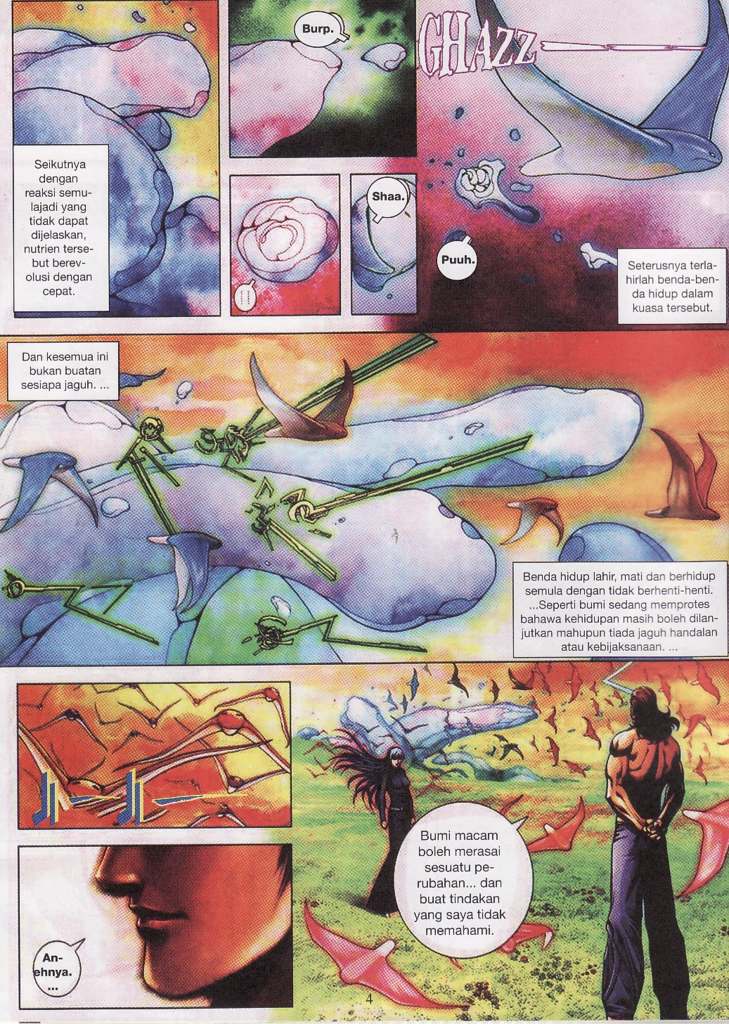 Burp.
GHAZZ
Seikutnya
dengan
reaksi semu-
lajadi yang
tidak dapat
dijelaskan,
nutrien terse-
but berev-
olusi dengan
cepat.
Shaa.
Puuh.
Seterusnya terla-
hirlah benda-ben-
da hidup dalam
kuasa tersebut.
Dan kesemua ini
bukan buatan
sesiapa jaguh. ...
Benda hidup lahir, mati dan berhidup
semula dengan tidak berhenti-henti.
...Seperti bumi sedang memprotes
bahawa kehidupan masih boleh dilan-
jutkan mahupun tiada jaguh handalan
atau kebijaksanaan. ...
Bumi macam
boleh merasai
sesuatu pe-
rubahan... dan
buat tindakan
yang saya tidak
memahami.
An-
ehnya.
...
4